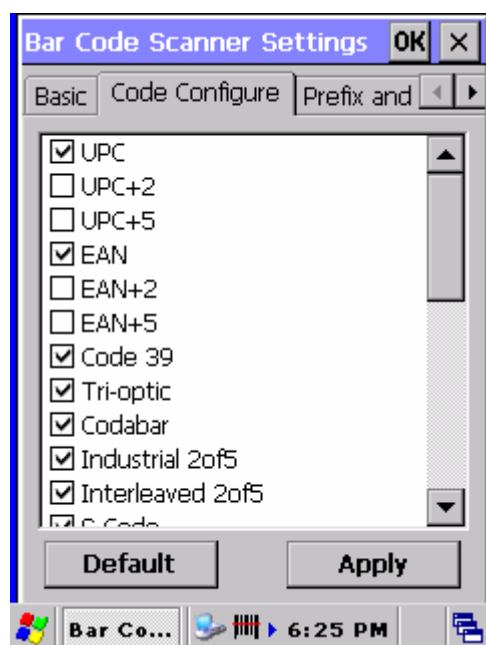 Bar Code Scanner Settings OK
Basic Code Configure Prefix and
UPC
UPC+2
UPC+5
EAN
EAN+2
EAN+5
Code 39
Tri-optic
Codabar
Industrial 2of5
Interleaved 2of5
S-Code
Default Apply
Bar Co... 6:25 PM